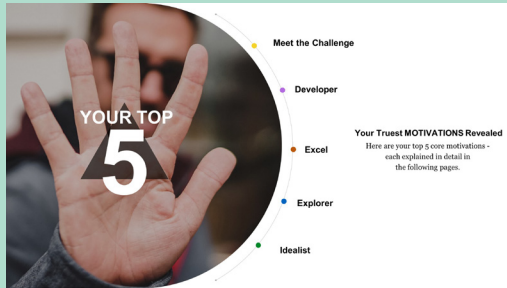 YOUR TOP
5
Meet the Challenge
Developer
Excel
Explorer
Idealist
Your Truest MOTIVATIONS Revealed
Here are your top 5 core motivations -
each explained in detail in
the following pages.